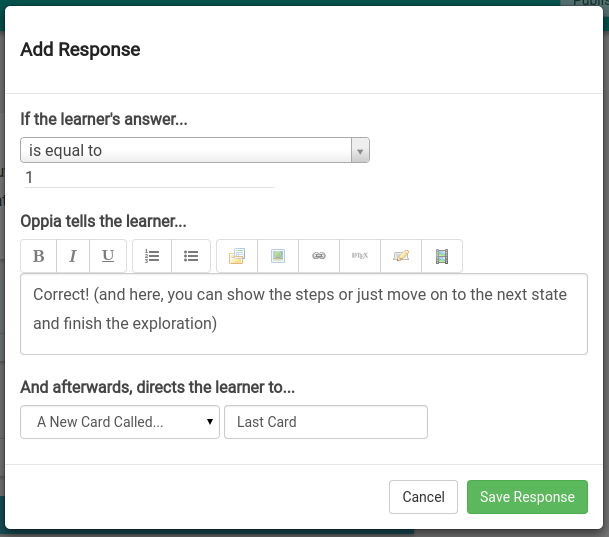 Add Response
If the learner's answer...
is equal to
1
Oppia tells the learner...
B I U
Correct! (and here, you can show the steps or just move on to the next state
and finish the exploration)
And afterwards, directs the learner to...
A New Card Called... Last Card
Cancel Save Response